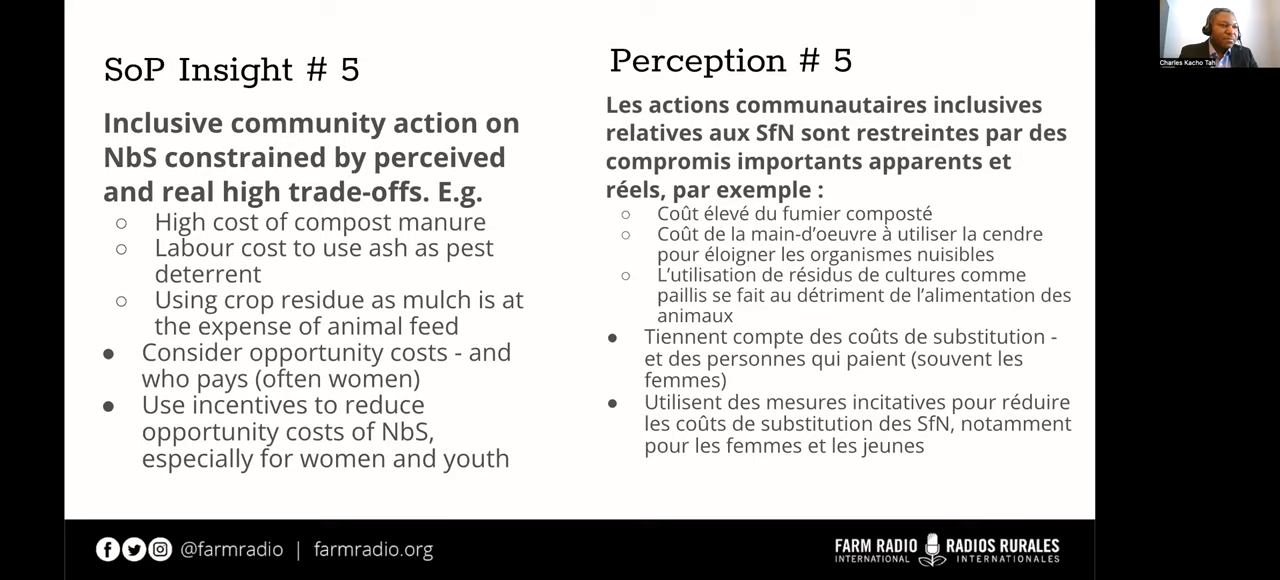 SoP Insight # 5
Inclusive community action on
NbS constrained by perceived
and real high trade-offs. E.g.
○ High cost of compost manure
○ Labour cost to use ash as pest
deterrent
○ Using crop residue as mulch is at
the expense of animal feed
● Consider opportunity costs - and
who pays (often women)
● Use incentives to reduce
opportunity costs of NbS,
especially for women and youth
Perception # 5
Les actions communautaires inclusives
relatives aux SfN sont restreintes par des
compromis importants apparents et
réels, par exemple :
○ Coût élevé du fumier composté
○ Coût de la main-d'oeuvre à utiliser la cendre
pour éloigner les organismes nuisibles
○ L'utilisation de résidus de cultures comme
paillis se fait au détriment de l'alimentation des
animaux
● Tiennent compte des coûts de substitution -
et des personnes qui paient (souvent les
femmes)
● Utilisent des mesures incitatives pour réduire
les coûts de substitution des SfN, notamment
pour les femmes et les jeunes
Charles Kacho Tah
@farmradio | farmradio.org
FARM RADIO
INTERNATIONAL
RADIOS RURALES
INTERNATIONALES